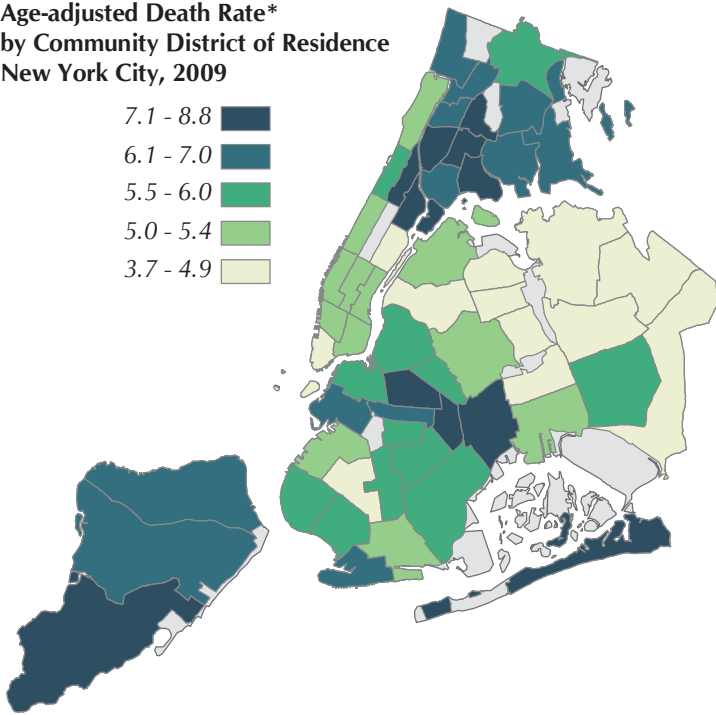 Age-adjusted Death Rate*
by Community District of Residence
New York City, 2009
7.1 - 8.8
6.1 - 7.0
5.5 - 6.0
5.0 - 5.4
3.7 - 4.9